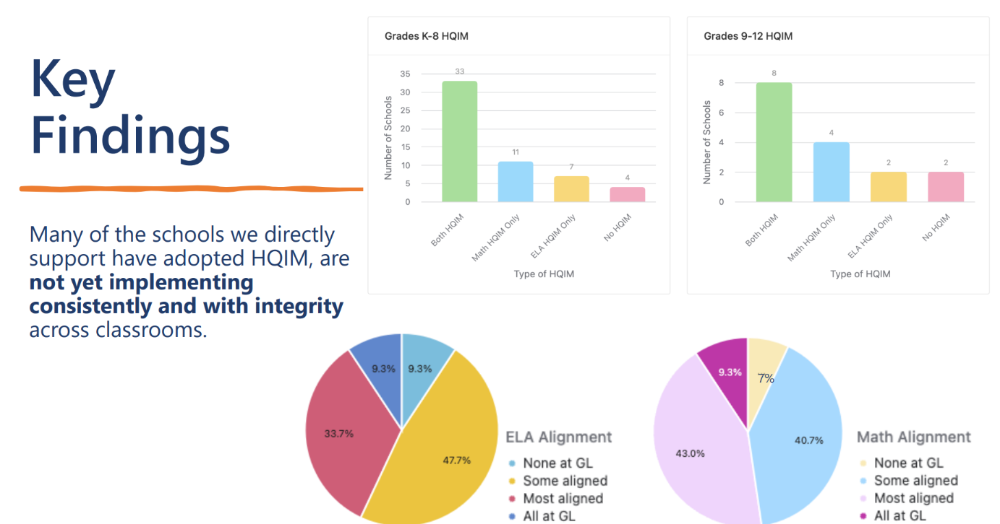 Key
Findings
Many of the schools we directly
support have adopted HQIM, are
not yet implementing
consistently and with integrity
across classrooms.
Grades K-8 HQIM
Number of Schools
35
30
25
20
15
10
5
0
33
11
7
4
Both HQIM
Math HQIM Only
ELA HQIM Only
No HQIM
Type of HQIM
Grades 9-12 HQIM
Number of Schools
8
6
4
2
0
8
4
2
2
Both HQIM
Math HQIM Only
ELA HQIM Only
No HQIM
Type of HQIM
9.3%
9.3%
33.7%
47.7%
ELA Alignment
None at GL
Some aligned
Most aligned
All at GL
9.3%
7%
43.0%
40.7%
Math Alignment
None at GL
Some aligned
Most aligned
All at GL